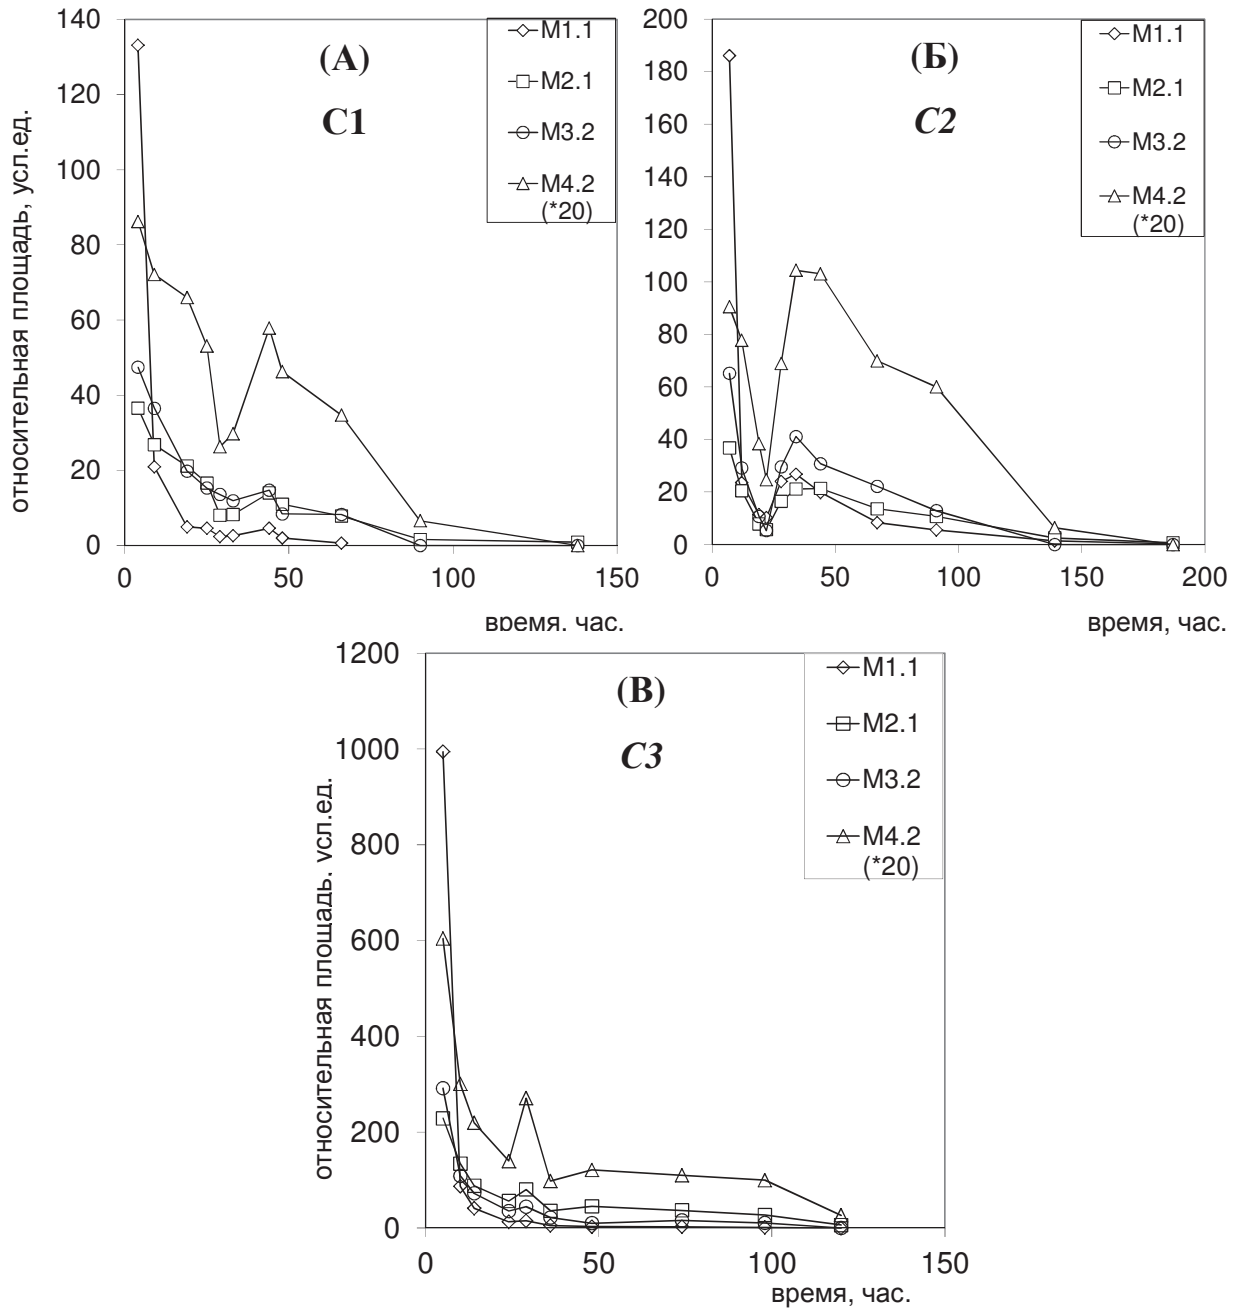 относительная площадь, усл.ед.
140
120
100
80
60
40
20
0
0
50
100
150
время. час.
(А)
С1
М1.1
М2.1
М3.2
М4.2
(*20)
200
180
160
140
120
100
80
60
40
20
0
0
50
100
150
200
время, час.
(Б)
С2
М1.1
М2.1
М3.2
М4.2
(*20)
относительная площадь. усл.ед.
1200
1000
800
600
400
200
0
0
50
100
150
время, час.
(В)
С3
М1.1
М2.1
М3.2
М4.2
(*20)